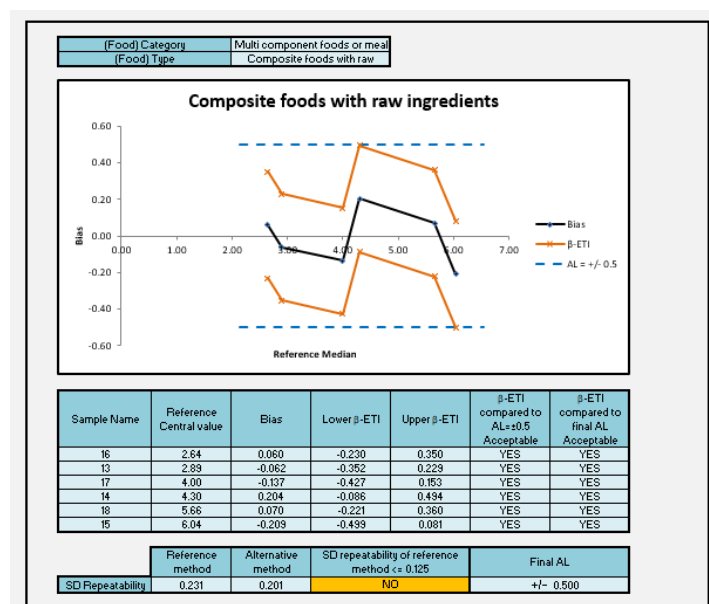 (Food) Category Multi component foods or meal
(Food) Type Composite foods with raw
Composite foods with raw ingredients
0.60
0.40
0.20
0.00
-0.20
-0.40
-0.60
Bias
0.00 1.00 2.00 3.00 4.00 5.00 6.00 7.00
Reference Median
Bias
β-ETI
AL = +/- 0.5
Sample Name Reference Central value Bias Lower β-ETI Upper β-ETI β-ETI compared to AL=±0.5 Acceptable β-ETI compared to final AL Acceptable
16 2.64 0.060 -0.230 0.350 YES YES
13 2.89 -0.062 -0.352 0.229 YES YES
17 4.00 -0.137 -0.427 0.153 YES YES
14 4.30 0.204 -0.086 0.494 YES YES
18 5.66 0.070 -0.221 0.360 YES YES
15 6.04 -0.209 -0.499 0.081 YES YES
Reference method Alternative method SD repeatability of reference method <= 0.125 Final AL
SD Repeatability 0.231 0.201 NO +/- 0.500